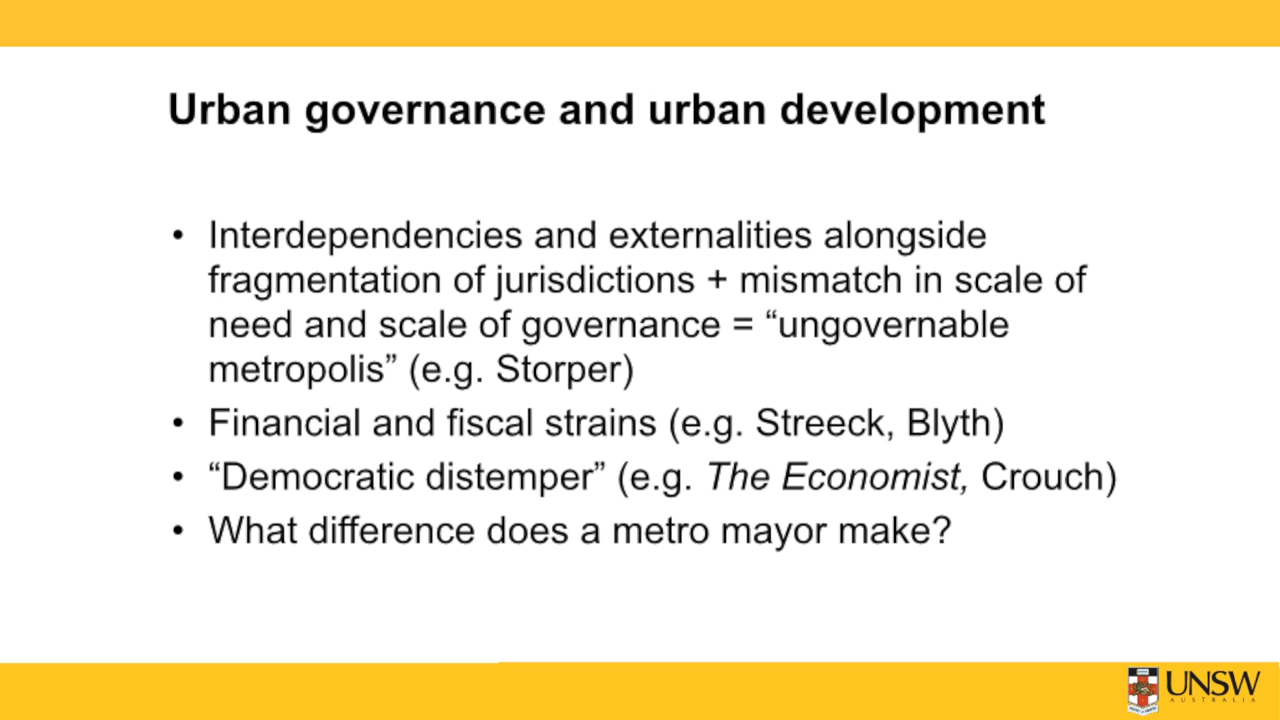 Urban governance and urban development
• Interdependencies and externalities alongside
fragmentation of jurisdictions + mismatch in scale of
need and scale of governance = “ungovernable
metropolis” (e.g. Storper)
• Financial and fiscal strains (e.g. Streeck, Blyth)
• “Democratic distemper” (e.g. The Economist, Crouch)
• What difference does a metro mayor make?
UNSW
AUSTRALIA